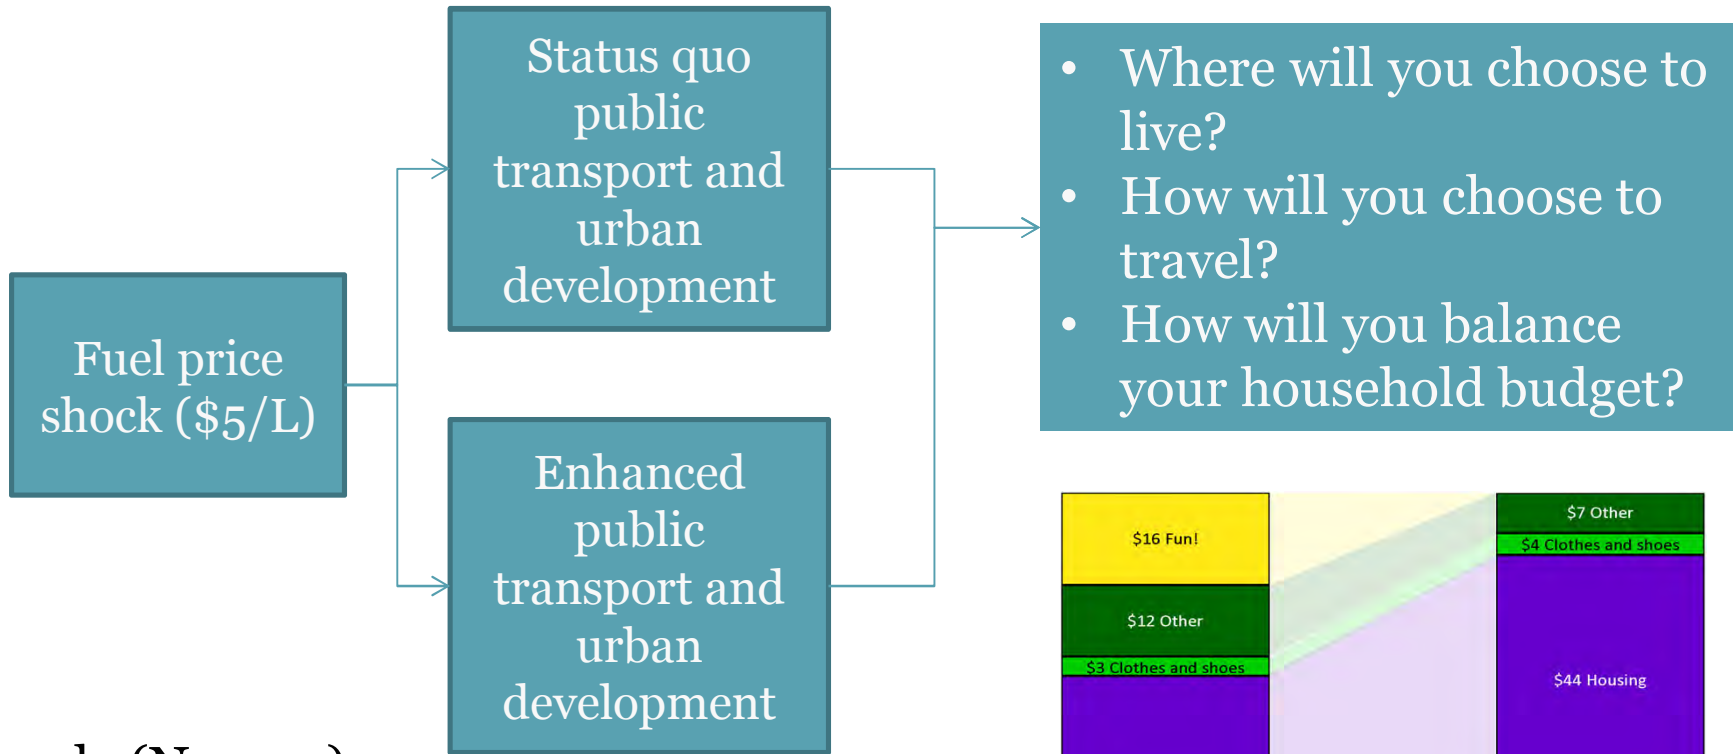 Fuel price
shock ($5/L)
Status quo
public
transport and
urban
development
Enhanced
public
transport and
urban
development
• Where will you choose to
live?
• How will you choose to
travel?
• How will you balance
your household budget?
$16 Fun!
$12 Other
$3 Clothes and shoes
$7 Other
$4 Clothes and shoes
$44 Housing